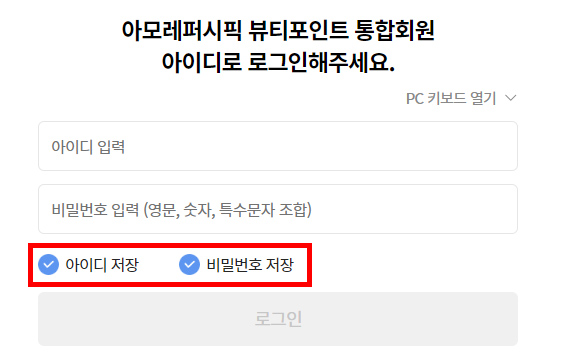 아모레퍼시픽 뷰티포인트 통합회원
아이디로 로그인해주세요.
PC 키보드 열기
아이디 입력
비밀번호 입력 (영문, 숫자, 특수문자 조합)
아이디 저장 비밀번호 저장
로그인